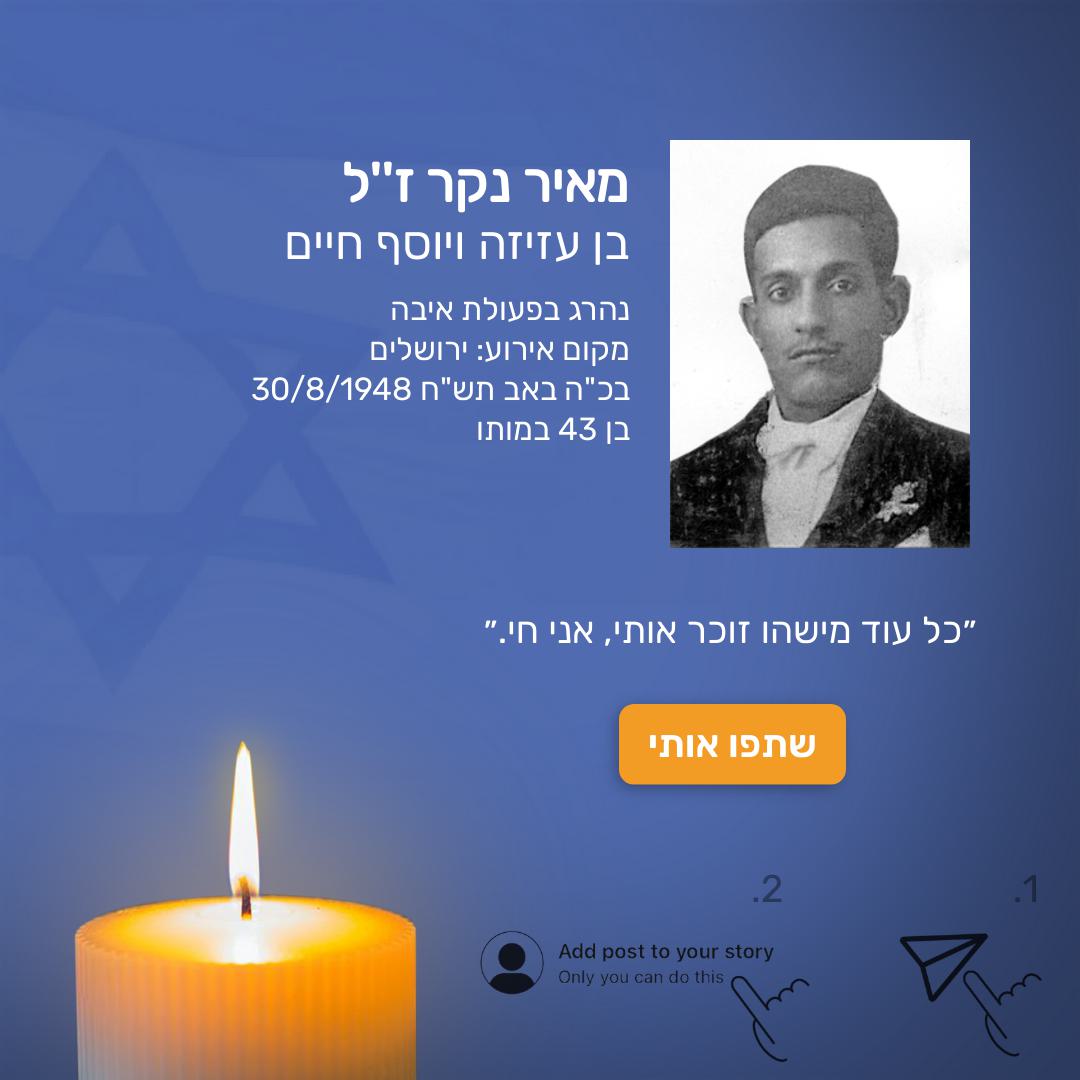 מאיר נקר ז"ל
בן עזיזה ויוסף חיים
נהרג בפעולת איבה
מקום אירוע: ירושלים
בכ"ה באב תש"ח 30/8/1948
בן 43 במותו
״כל עוד מישהו זוכר אותי, אני חי.״
שתפו אותי
1.
2.
Add post to your story
Only you can do this